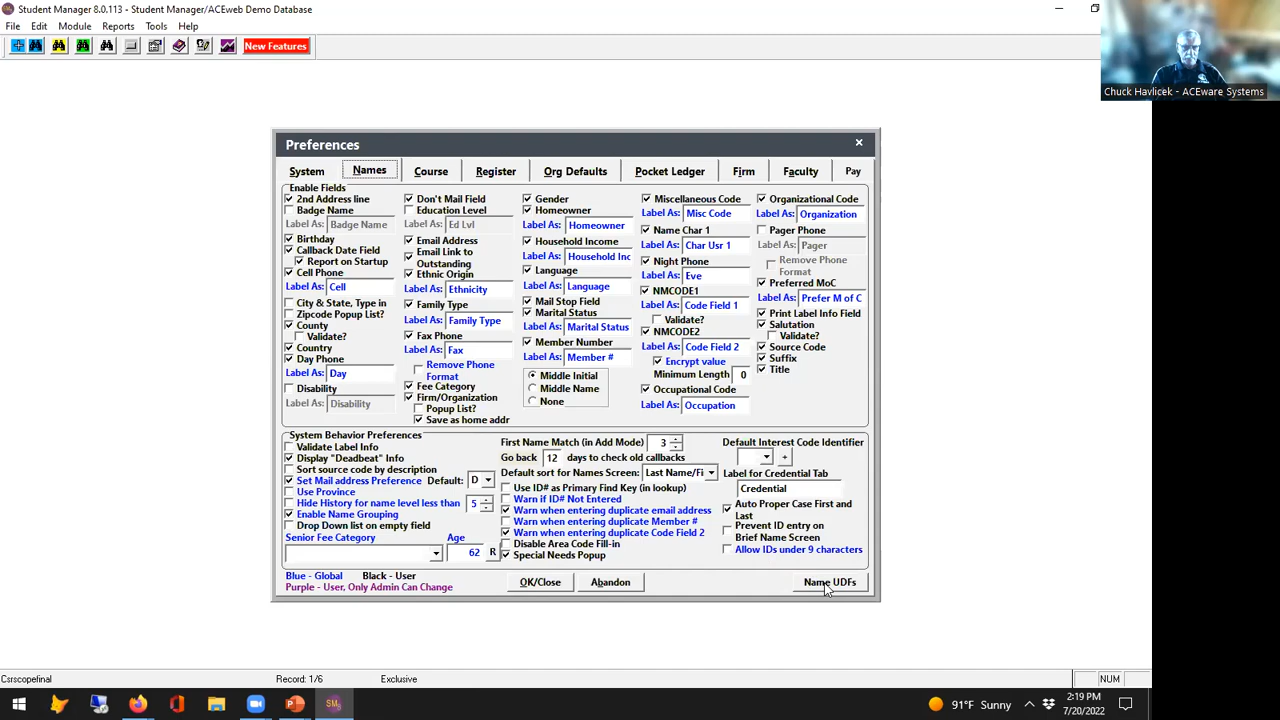 Student Manager 8.0.113 - Student Manager/ACEweb Demo Database
File Edit Module Reports Tools Help
New Features
Chuck Havlicek - ACEware Systems
Preferences
System Names Course Register Org Defaults Pocket Ledger Firm Faculty Pay
Enable Fields
2nd Address line
Badge Name
Label As: Badge Name
Birthday
Callback Date Field
Report on Startup
Cell Phone
Label As: Cell
City & State, Type in
Zipcode Popup List?
County
Validate?
Country
Day Phone
Label As: Day
Disability
Label As: Disability
Don't Mail Field
Education Level
Label As: Ed Lvl
Email Address
Email Link to
Outstanding
Ethnic Origin
Label As: Ethnicity
Family Type
Label As: Family Type
Fax Phone
Label As: Fax
Remove Phone
Format
Fee Category
Firm/Organization
Popup List?
Save as home addr
Gender
Homeowner
Label As: Homeowner
Household Income
Label As: Household Inc
Language
Label As: Language
Mail Stop Field
Marital Status
Label As: Marital Status
Member Number
Label As: Member #
Middle Initial
Middle Name
None
Miscellaneous Code
Label As: Misc Code
Name Char 1
Label As: Char Usr 1
Night Phone
Label As: Eve
NMCODE1
Label As: Code Field 1
Validate?
NMCODE2
Label As: Code Field 2
Encrypt value
Minimum Length 0
Occupational Code
Label As: Occupation
Organizational Code
Label As: Organization
Pager Phone
Label As: Pager
Remove Phone
Format
Preferred MoC
Label As: Prefer M of C
Print Label Info Field
Salutation
Validate?
Source Code
Suffix
Title
System Behavior Preferences
Validate Label Info
Display "Deadbeat" Info
Sort source code by description
Set Mail address Preference Default: D
Use Province
Hide History for name level less than 5
Enable Name Grouping
Drop Down list on empty field
Senior Fee Category Age
62 R
First Name Match (in Add Mode) 3
Go back 12 days to check old callbacks
Default sort for Names Screen: Last Name/Fi
Use ID# as Primary Find Key (in lookup)
Warn if ID# Not Entered
Warn when entering duplicate email address
Warn when entering duplicate Member #
Warn when entering duplicate Code Field 2
Disable Area Code Fill-in
Special Needs Popup
Default Interest Code Identifier
+
Label for Credential Tab
Credential
Auto Proper Case First and
Last
Prevent ID entry on
Brief Name Screen
Allow IDs under 9 characters
Blue - Global Black - User
Purple - User, Only Admin Can Change
OK/Close Abandon Name UDFs
Csrscopefinal Record: 1/6 Exclusive NUM
SM
91°F Sunny
2:19 PM
7/20/2022